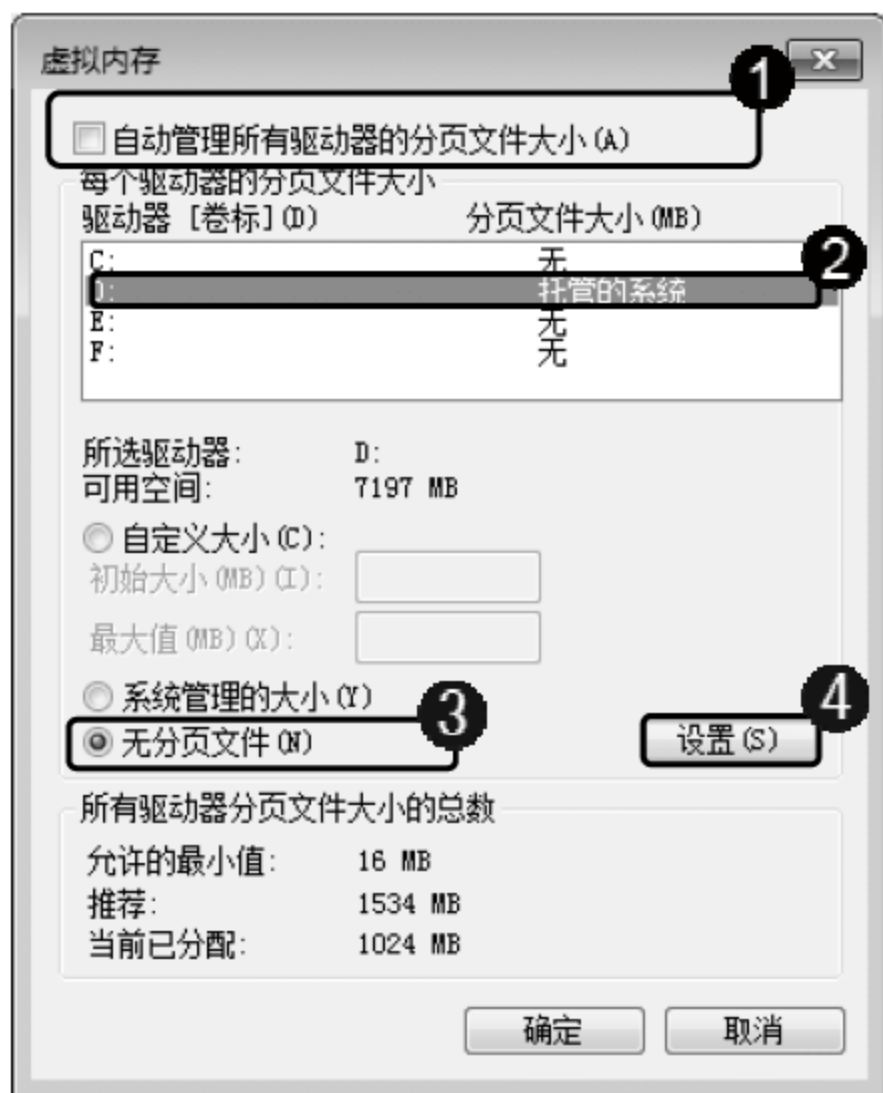 虚拟内存
1
自动管理所有驱动器的分页文件大小(A)
每个驱动器的分页文件大小
驱动器 [卷标](D) 分页文件大小(MB)
C: 无
2
D: 托管的系统
E: 无
F: 无
所选驱动器: D:
可用空间: 7197 MB
自定义大小(C):
初始大小(MB)(I):
最大值(MB)(X):
系统管理的大小(Y)
3
4
无分页文件(N) 设置(S)
所有驱动器分页文件大小的总数
允许的最小值: 16 MB
推荐: 1534 MB
当前已分配: 1024 MB
确定 取消